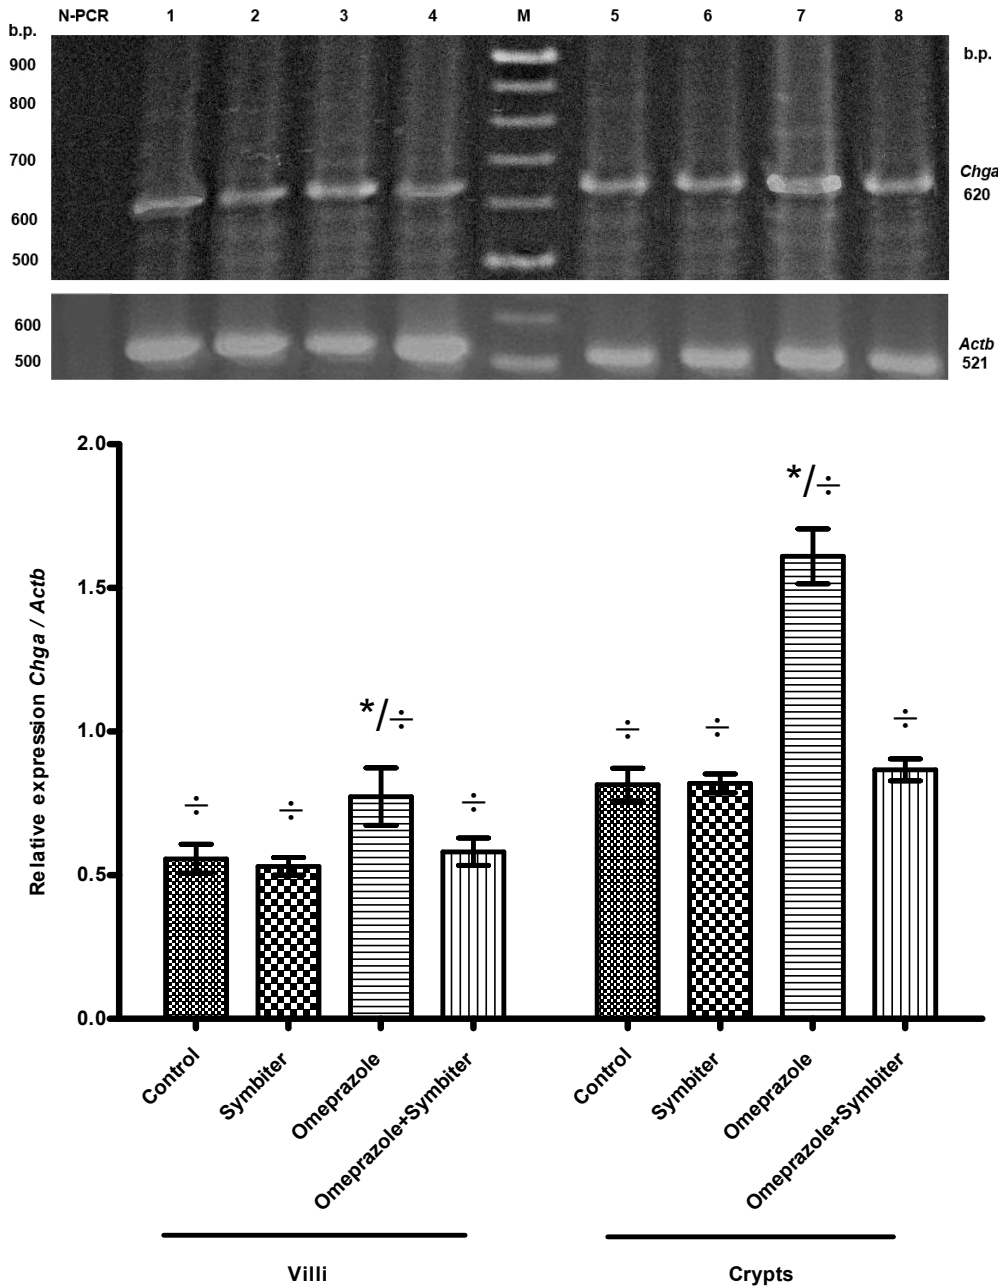 N-PCR 1 2 3 4 M 5 6 7 8
b.p.
b.p.
900
800
700
600
500
Chga
620
600
500
Actb
521
2.0
1.5
1.0
0.5
0.0
Relative expression Chga / Actb
÷
÷
*/÷
÷
÷
÷
*/÷
÷
Control
Symbiter
Omeprazole
Omeprazole+Symbiter
Control
Symbiter
Omeprazole
Omeprazole+Symbiter
Villi
Crypts